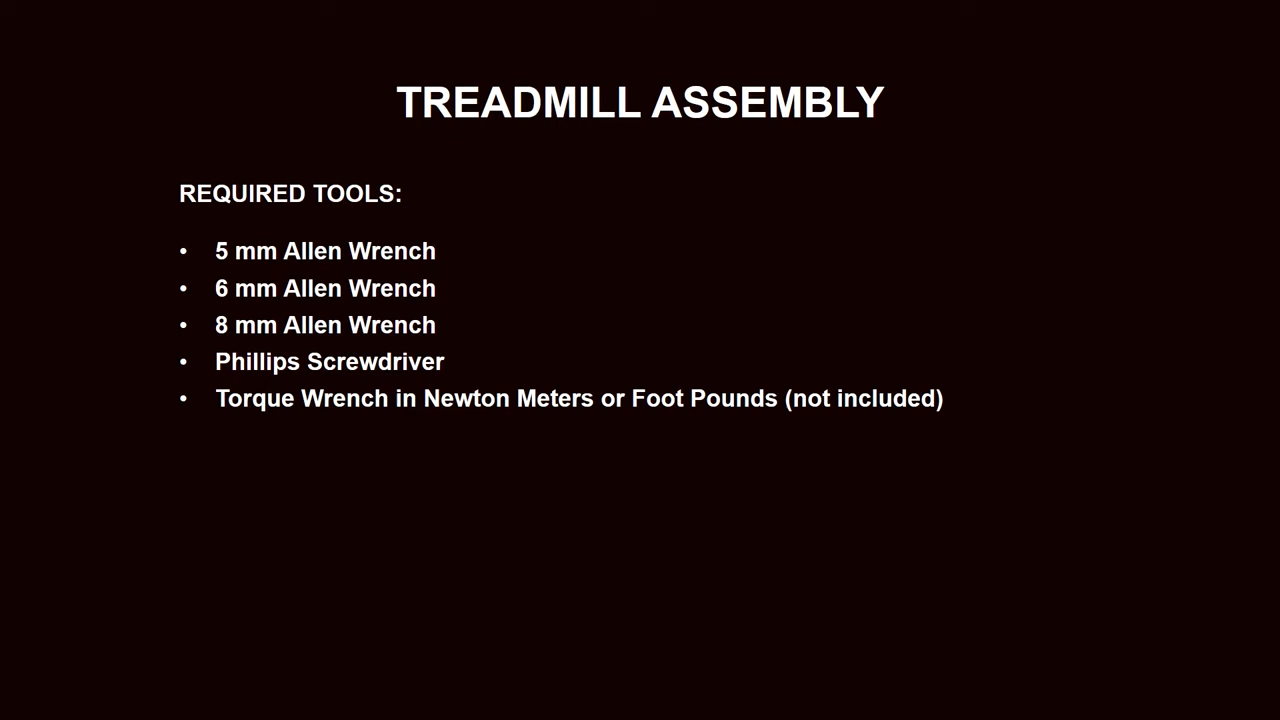 TREADMILL ASSEMBLY
REQUIRED TOOLS:
• 5 mm Allen Wrench
• 6 mm Allen Wrench
• 8 mm Allen Wrench
• Phillips Screwdriver
• Torque Wrench in Newton Meters or Foot Pounds (not included)